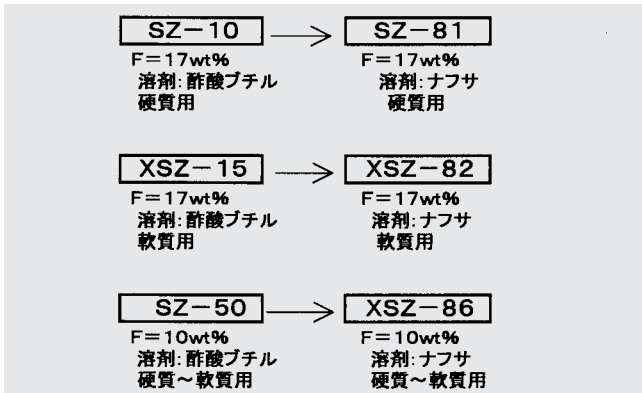 SZ－10 SZ－81
F＝17wt% F＝17wt%
溶剤:酢酸ブチル 溶剤:ナフサ
硬質用 硬質用
XSZ－15 XSZ－82
F＝17wt% F＝17wt%
溶剤:酢酸ブチル 溶剤:ナフサ
軟質用 軟質用
SZ－50 XSZ－86
F＝10wt% F＝10wt%
溶剤:酢酸ブチル 溶剤:ナフサ
硬質～軟質用 硬質～軟質用